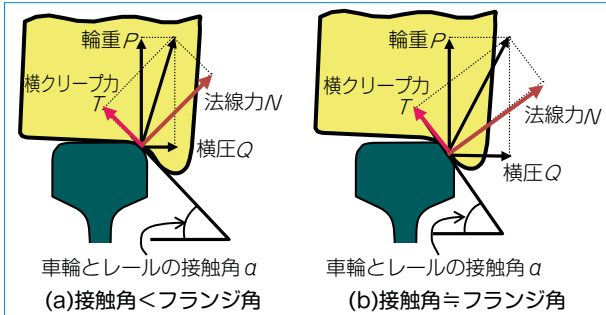 輪重P
横クリープ力
T
法線力N
横圧Q
車輪とレールの接触角α
(a)接触角<フランジ角
輪重P
横クリープ力
T
法線力N
横圧Q
車輪とレールの接触角α
(b)接触角≒フランジ角